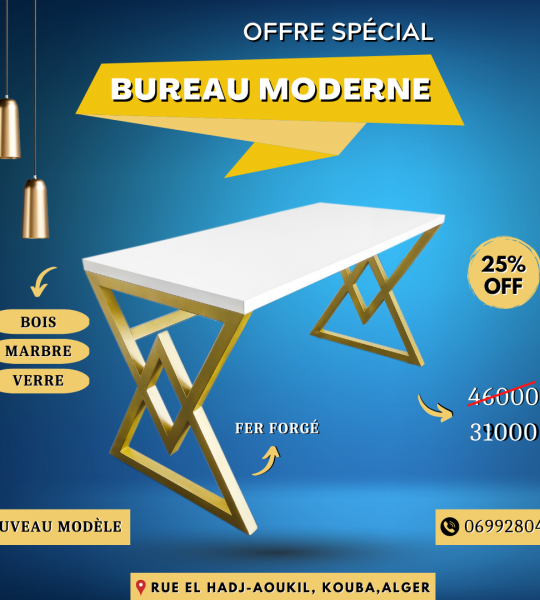 OFFRE SPÉCIAL
BUREAU MODERNE
25%
OFF
BOIS
MARBRE
VERRE
46000
31000
FER FORGÉ
UVEAU MODÈLE
06992804
RUE EL HADJ-AOUKIL, KOUBA,ALGER